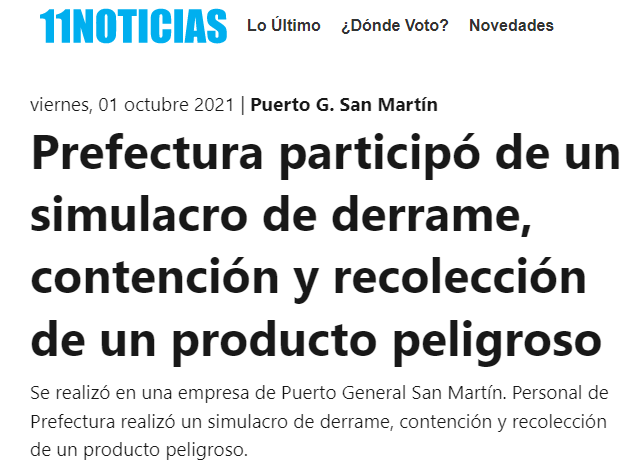 11NOTICIAS Lo Último ¿Dónde Voto? Novedades
viernes, 01 octubre 2021 | Puerto G. San Martín
Prefectura participó de un
simulacro de derrame,
contención y recolección
de un producto peligroso
Se realizó en una empresa de Puerto General San Martín. Personal de
Prefectura realizó un simulacro de derrame, contención y recolección
de un producto peligroso.